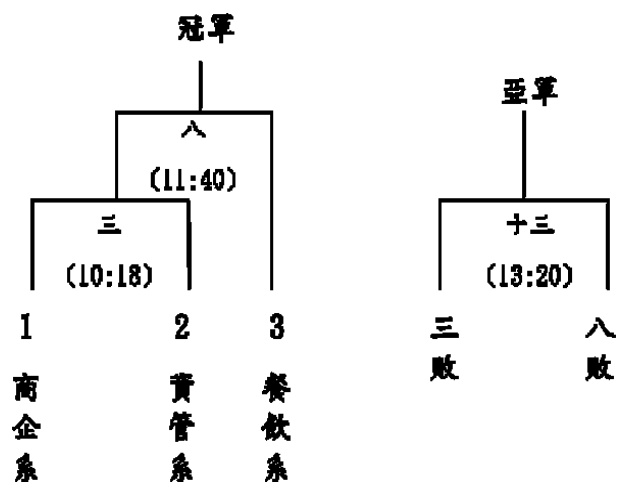 冠軍
八
(11:40)
三
(10:18)
1
2
3
商企系
資管系
餐飲系
亞軍
十三
(13:20)
三敗
八敗